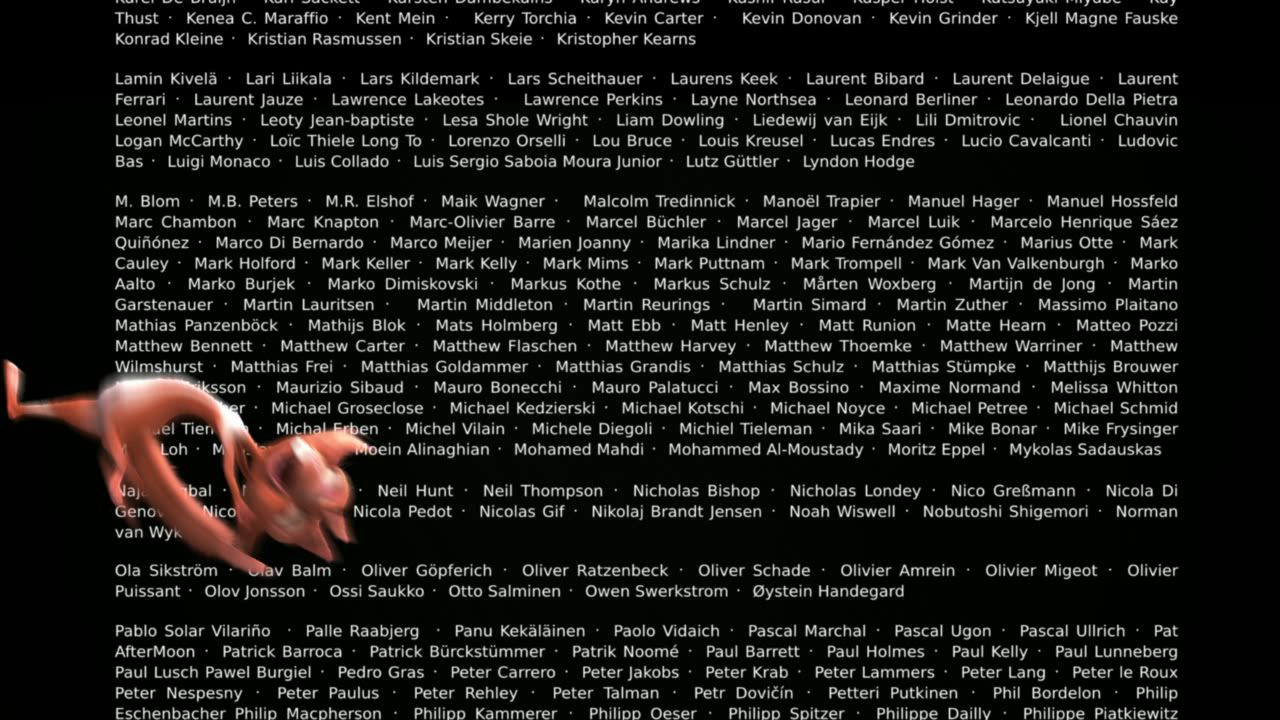 Thust · Kenea C. Maraffio · Kent Mein · Kerry Torchia · Kevin Carter · Kevin Donovan · Kevin Grinder · Kjell Magne Fauske
Konrad Kleine · Kristian Rasmussen · Kristian Skeie · Kristopher Kearns
Lamin Kivelä · Lari Liikala · Lars Kildemark · Lars Scheithauer · Laurens Keek · Laurent Bibard · Laurent Delaigue · Laurent
Ferrari · Laurent Jauze · Lawrence Lakeotes · Lawrence Perkins · Layne Northsea · Leonard Berliner · Leonardo Della Pietra
Leonel Martins · Leoty Jean-baptiste · Lesa Shole Wright · Liam Dowling · Liedewij van Eijk · Lili Dmitrovic · Lionel Chauvin
Logan McCarthy · Loïc Thiele Long To · Lorenzo Orselli · Lou Bruce · Louis Kreusel · Lucas Endres · Lucio Cavalcanti · Ludovic
Bas · Luigi Monaco · Luis Collado · Luis Sergio Saboia Moura Junior · Lutz Güttler · Lyndon Hodge
M. Blom · M.B. Peters · M.R. Elshof · Maik Wagner · Malcolm Tredinnick · Manoël Trapier · Manuel Hager · Manuel Hossfeld
Marc Chambon · Marc Knapton · Marc-Olivier Barre · Marcel Büchler · Marcel Jager · Marcel Luik · Marcelo Henrique Sáez
Quiñónez · Marco Di Bernardo · Marco Meijer · Marien Joanny · Marika Lindner · Mario Fernández Gómez · Marius Otte · Mark
Cauley · Mark Holford · Mark Keller · Mark Kelly · Mark Mims · Mark Puttnam · Mark Trompell · Mark Van Valkenburgh · Marko
Aalto · Marko Burjek · Marko Dimiskovski · Markus Kothe · Markus Schulz · Mårten Woxberg · Martijn de Jong · Martin
Garstenauer · Martin Lauritsen · Martin Middleton · Martin Reurings · Martin Simard · Martin Zuther · Massimo Plaitano
Mathias Panzenböck · Mathijs Blok · Mats Holmberg · Matt Ebb · Matt Henley · Matt Runion · Matte Hearn · Matteo Pozzi
Matthew Bennett · Matthew Carter · Matthew Flaschen · Matthew Harvey · Matthew Thoemke · Matthew Warriner · Matthew
Wilmshurst · Matthias Frei · Matthias Goldammer · Matthias Grandis · Matthias Schulz · Matthias Stümpke · Matthijs Brouwer
· Maurizio Sibaud · Mauro Bonecchi · Mauro Palatucci · Max Bossino · Maxime Normand · Melissa Whitton
· Michael Groseclose · Michael Kedzierski · Michael Kotschi · Michael Noyce · Michael Petree · Michael Schmid
· Michal Erben · Michel Vilain · Michele Diegoli · Michiel Tieleman · Mika Saari · Mike Bonar · Mike Frysinger
Loh · Moein Alinaghian · Mohamed Mahdi · Mohammed Al-Moustady · Moritz Eppel · Mykolas Sadauskas
· Neil Hunt · Neil Thompson · Nicholas Bishop · Nicholas Londey · Nico Greßmann · Nicola Di
Nicola Pedot · Nicolas Gif · Nikolaj Brandt Jensen · Noah Wiswell · Nobutoshi Shigemori · Norman
van
Ola Sikström · Olav Balm · Oliver Göpferich · Oliver Ratzenbeck · Oliver Schade · Olivier Amrein · Olivier Migeot · Olivier
Puissant · Olov Jonsson · Ossi Saukko · Otto Salminen · Owen Swerkstrom · Øystein Handegard
Pablo Solar Vilariño · Palle Raabjerg · Panu Kekäläinen · Paolo Vidaich · Pascal Marchal · Pascal Ugon · Pascal Ullrich · Pat
AfterMoon · Patrick Barroca · Patrick Bürckstümmer · Patrik Noomé · Paul Barrett · Paul Holmes · Paul Kelly · Paul Lunneberg
Paul Lusch Pawel Burgiel · Pedro Gras · Peter Carrero · Peter Jakobs · Peter Krab · Peter Lammers · Peter Lang · Peter le Roux
Peter Nespesny · Peter Paulus · Peter Rehley · Peter Talman · Petr Dovičín · Petteri Putkinen · Phil Bordelon · Philip
Eschenbacher Philip Macpherson · Philipp Kammerer · Philipp Oeser · Philipp Spitzer · Philippe Dailly · Philippe Piatkiewitz